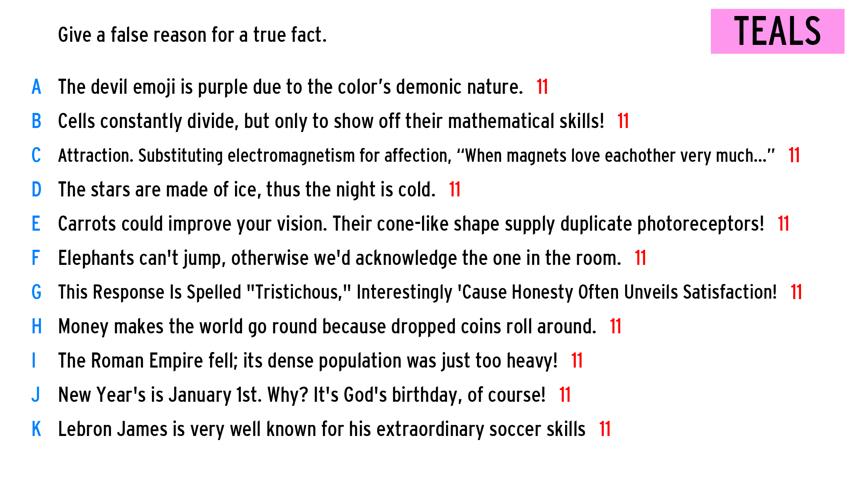 Give a false reason for a true fact.
TEALS
A The devil emoji is purple due to the color's demonic nature. 11
B Cells constantly divide, but only to show off their mathematical skills! 11
C Attraction. Substituting electromagnetism for affection, “When magnets love eachother very much...” 11
D The stars are made of ice, thus the night is cold. 11
E Carrots could improve your vision. Their cone-like shape supply duplicate photoreceptors! 11
F Elephants can't jump, otherwise we'd acknowledge the one in the room. 11
G This Response Is Spelled "Tristichous," Interestingly 'Cause Honesty Often Unveils Satisfaction! 11
H Money makes the world go round because dropped coins roll around. 11
I The Roman Empire fell; its dense population was just too heavy! 11
J New Year's is January 1st. Why? It's God's birthday, of course! 11
K Lebron James is very well known for his extraordinary soccer skills 11